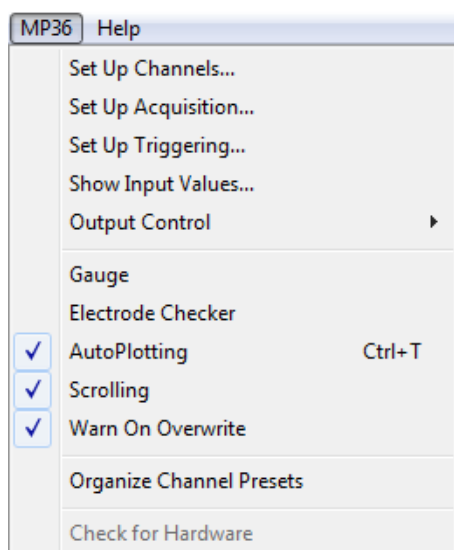 MP36 Help
Set Up Channels...
Set Up Acquisition...
Set Up Triggering...
Show Input Values...
Output Control
Gauge
Electrode Checker
AutoPlotting Ctrl+T
Scrolling
Warn On Overwrite
Organize Channel Presets
Check for Hardware